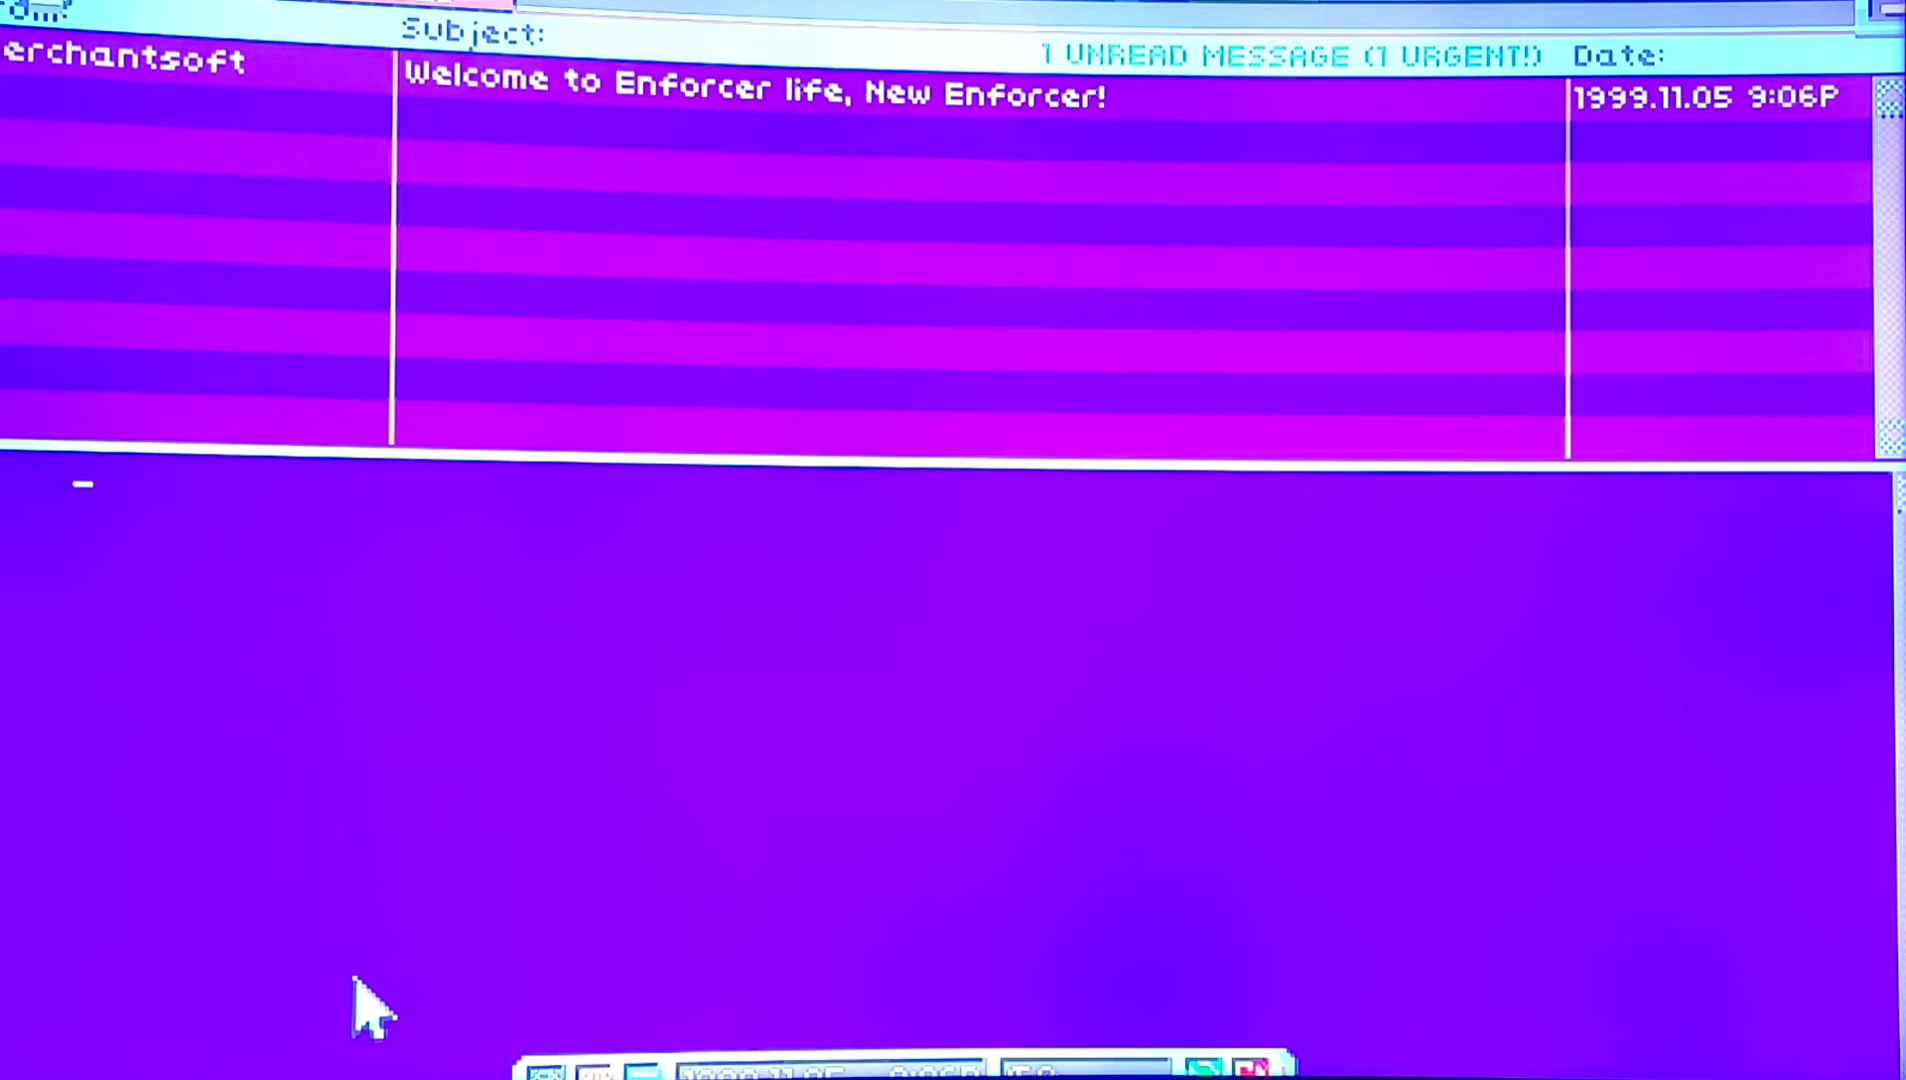 Subject:
1 UNREAD MESSAGE (1 URGENT!)
Date:
erchantsoft
Welcome to Enforcer life, New Enforcer!
1999.11.05 9:06P